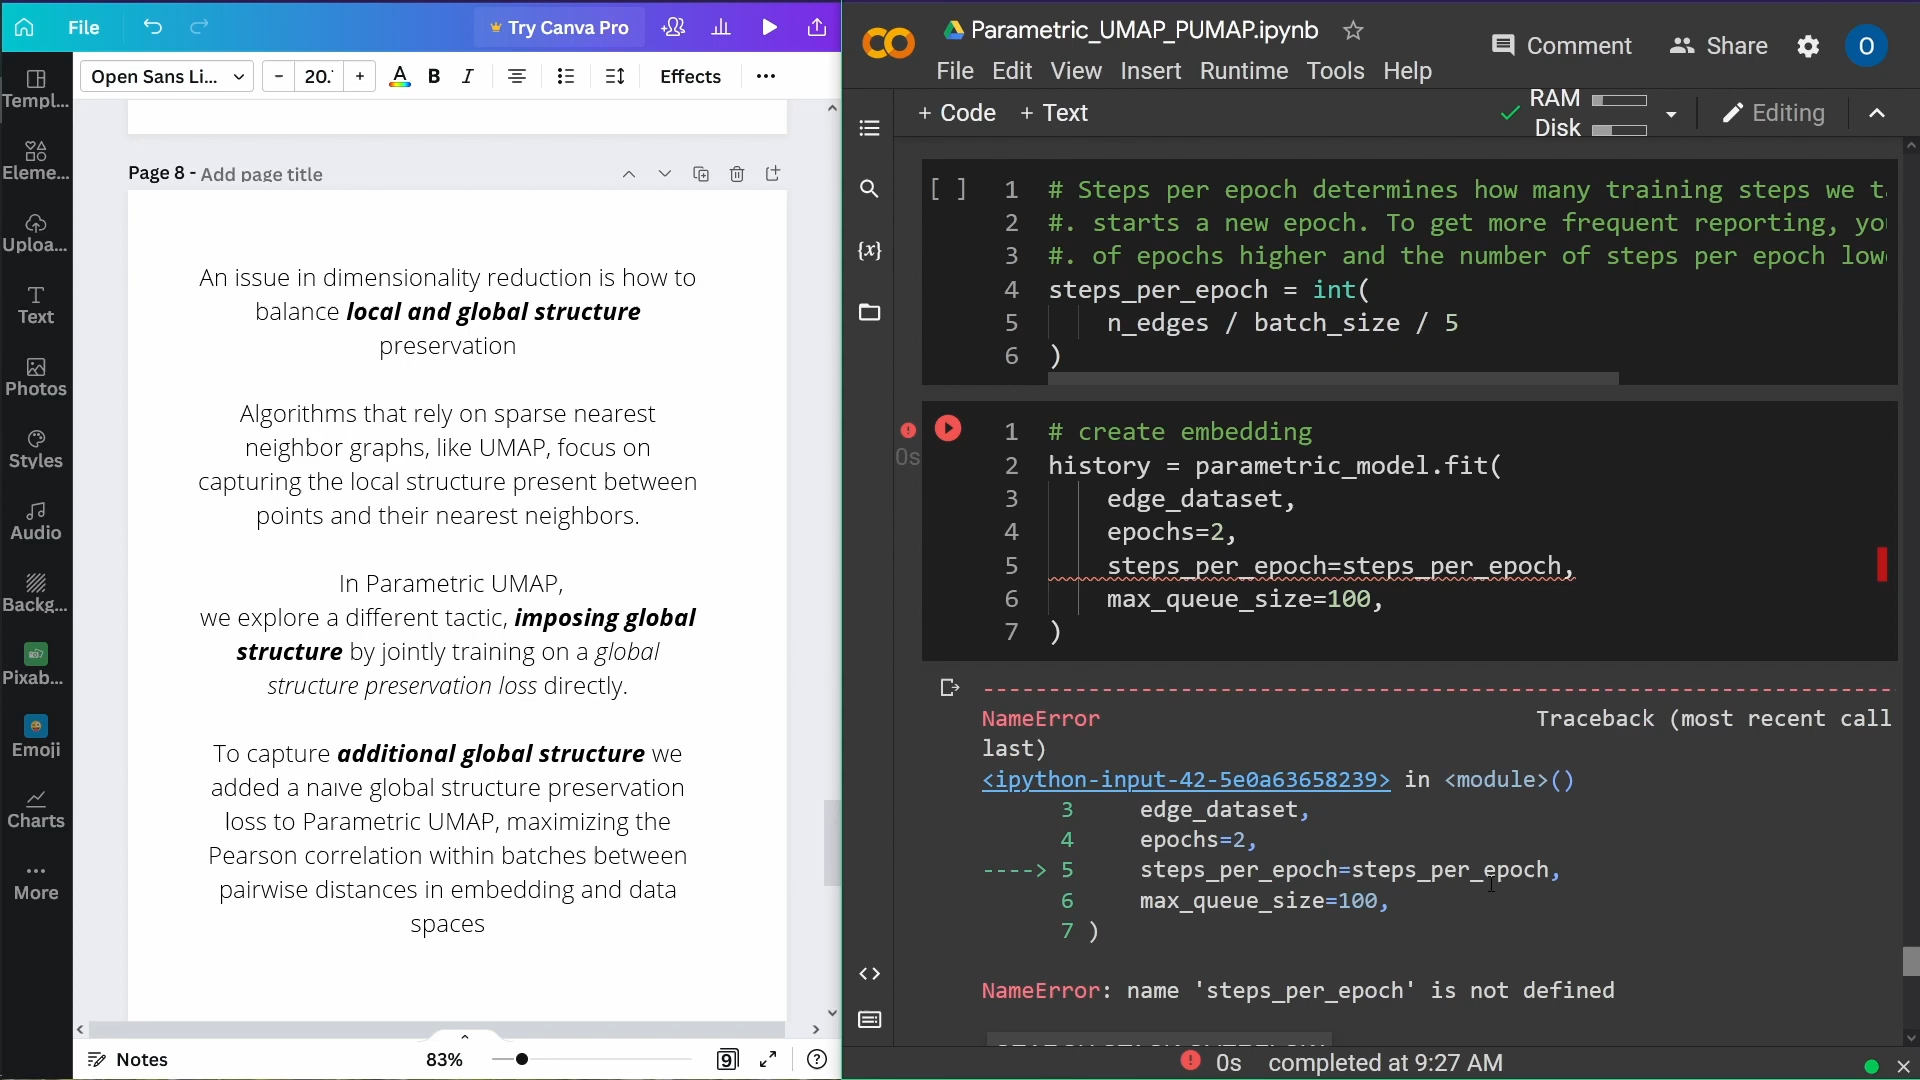 File
Try Canva Pro
Open Sans Li...
- 20. +
A B I
Effects
Templ...
Eleme...
Uploa...
Text
Photos
Styles
Audio
Backg...
Pixab...
Emoji
Charts
More
Page 8 - Add page title
An issue in dimensionality reduction is how to
balance local and global structure
preservation
Algorithms that rely on sparse nearest
neighbor graphs, like UMAP, focus on
capturing the local structure present between
points and their nearest neighbors.
In Parametric UMAP,
we explore a different tactic, imposing global
structure by jointly training on a global
structure preservation loss directly.
To capture additional global structure we
added a naïve global structure preservation
loss to Parametric UMAP, maximizing the
Pearson correlation within batches between
pairwise distances in embedding and data
spaces
Notes
83%
9
?
Parametric_UMAP_PUMAP.ipynb
File Edit View Insert Runtime Tools Help
Comment
Share
O
+ Code + Text
RAM
Disk
Editing
{x}
[ ]
1 # Steps per epoch determines how many training steps we t
2 #. starts a new epoch. To get more frequent reporting, yo
3 #. of epochs higher and the number of steps per epoch low
4 steps_per_epoch = int(
5 n_edges / batch_size / 5
6 )
0s
1 # create embedding
2 history = parametric_model.fit(
3 edge_dataset,
4 epochs=2,
5 steps_per_epoch=steps_per_epoch,
6 max_queue_size=100,
7 )
---------------------------------------------------------------
NameError Traceback (most recent call
last)
<ipython-input-42-5e0a63658239> in <module>()
3 edge_dataset,
4 epochs=2,
----> 5 steps_per_epoch=steps_per_epoch,
6 max_queue_size=100,
7 )
NameError: name 'steps_per_epoch' is not defined
0s completed at 9:27 AM